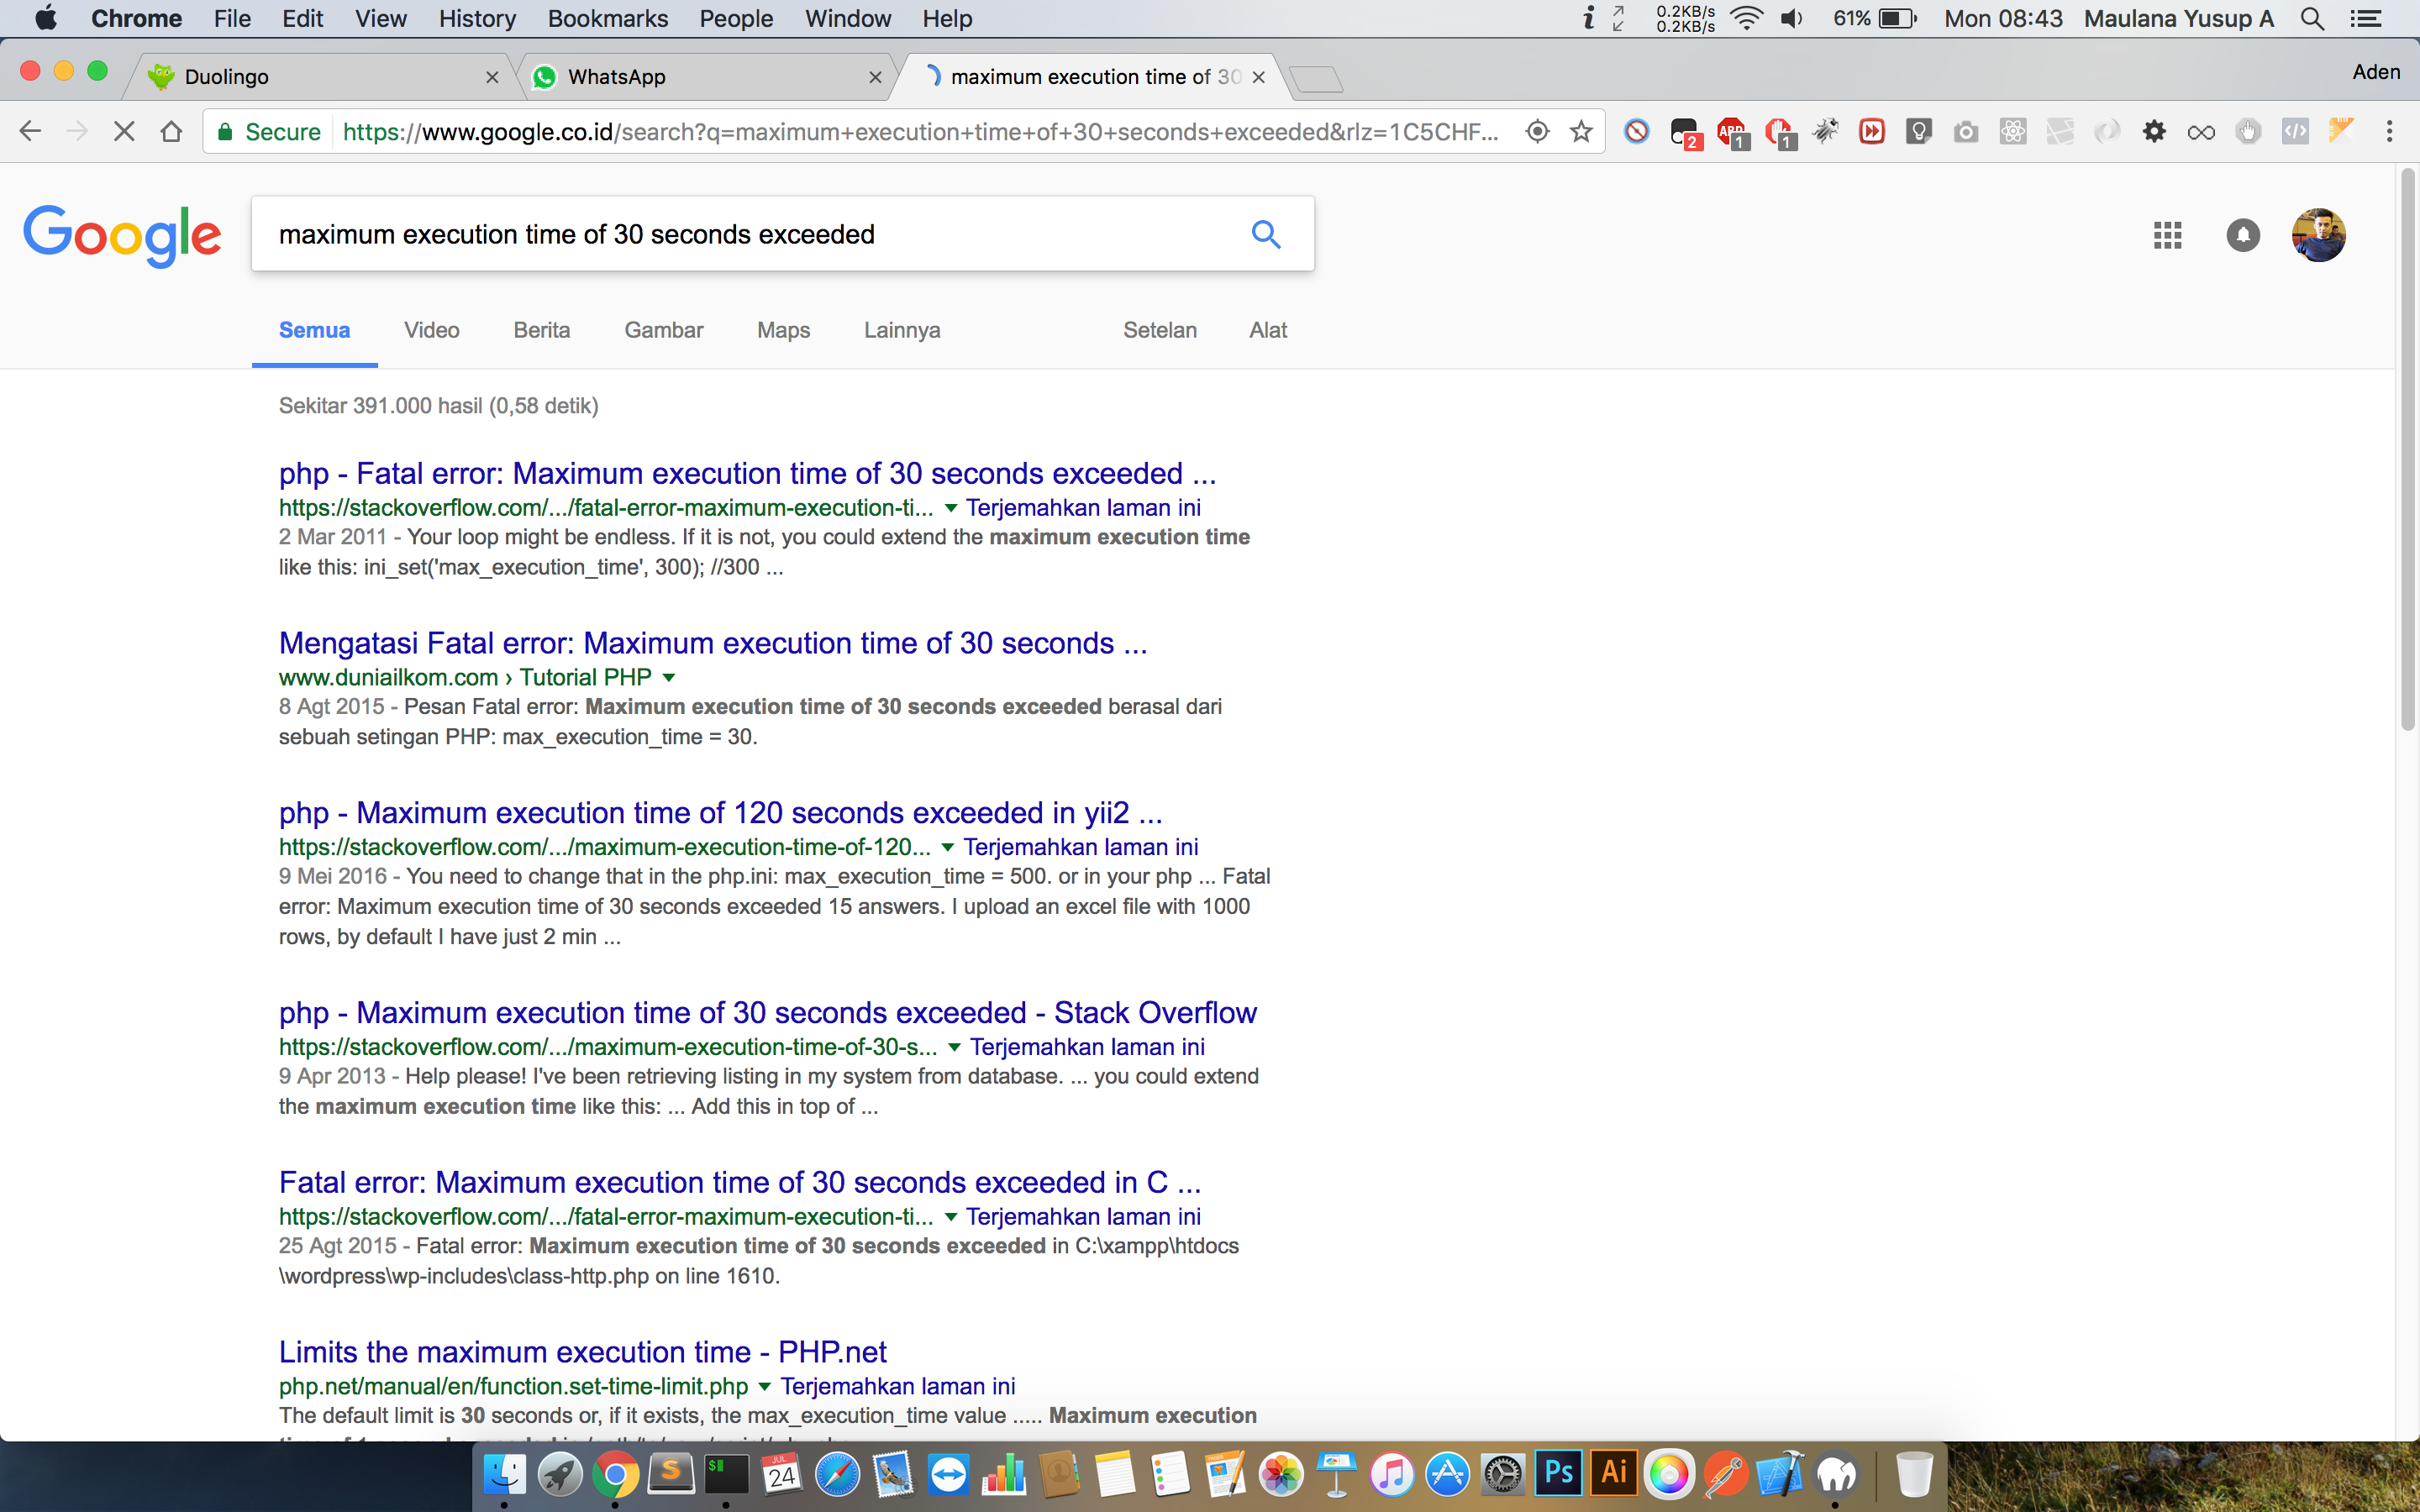 Chrome File Edit View History Bookmarks People Window Help
0.2KB/s
0.2KB/s
61% Mon 08:43 Maulana Yusup A
Duolingo
WhatsApp
maximum execution time of 30
Aden
Secure https://www.google.co.id/search?q=maximum+execution+time+of+30+seconds+exceeded&rlz=1C5CHF...
2
ABP
1
1
Google
maximum execution time of 30 seconds exceeded
Semua Video Berita Gambar Maps Lainnya Setelan Alat
Sekitar 391.000 hasil (0,58 detik)
php - Fatal error: Maximum execution time of 30 seconds exceeded ...
https://stackoverflow.com/.../fatal-error-maximum-execution-ti... Terjemahkan laman ini
2 Mar 2011 - Your loop might be endless. If it is not, you could extend the maximum execution time
like this: ini_set('max_execution_time', 300); //300 ...
Mengatasi Fatal error: Maximum execution time of 30 seconds ...
www.duniailkom.com › Tutorial PHP
8 Agt 2015 - Pesan Fatal error: Maximum execution time of 30 seconds exceeded berasal dari
sebuah setingan PHP: max_execution_time = 30.
php - Maximum execution time of 120 seconds exceeded in yii2 ...
https://stackoverflow.com/.../maximum-execution-time-of-120... Terjemahkan laman ini
9 Mei 2016 - You need to change that in the php.ini: max_execution_time = 500. or in your php ... Fatal
error: Maximum execution time of 30 seconds exceeded 15 answers. I upload an excel file with 1000
rows, by default I have just 2 min ...
php - Maximum execution time of 30 seconds exceeded - Stack Overflow
https://stackoverflow.com/.../maximum-execution-time-of-30-s... Terjemahkan laman ini
9 Apr 2013 - Help please! I've been retrieving listing in my system from database. ... you could extend
the maximum execution time like this: ... Add this in top of ...
Fatal error: Maximum execution time of 30 seconds exceeded in C ...
https://stackoverflow.com/.../fatal-error-maximum-execution-ti... Terjemahkan laman ini
25 Agt 2015 - Fatal error: Maximum execution time of 30 seconds exceeded in C:\xampp\htdocs
\wordpress\wp-includes\class-http.php on line 1610.
Limits the maximum execution time - PHP.net
php.net/manual/en/function.set-time-limit.php Terjemahkan laman ini
The default limit is 30 seconds or, if it exists, the max_execution_time value ..... Maximum execution
JUL
24
Ps
Ai